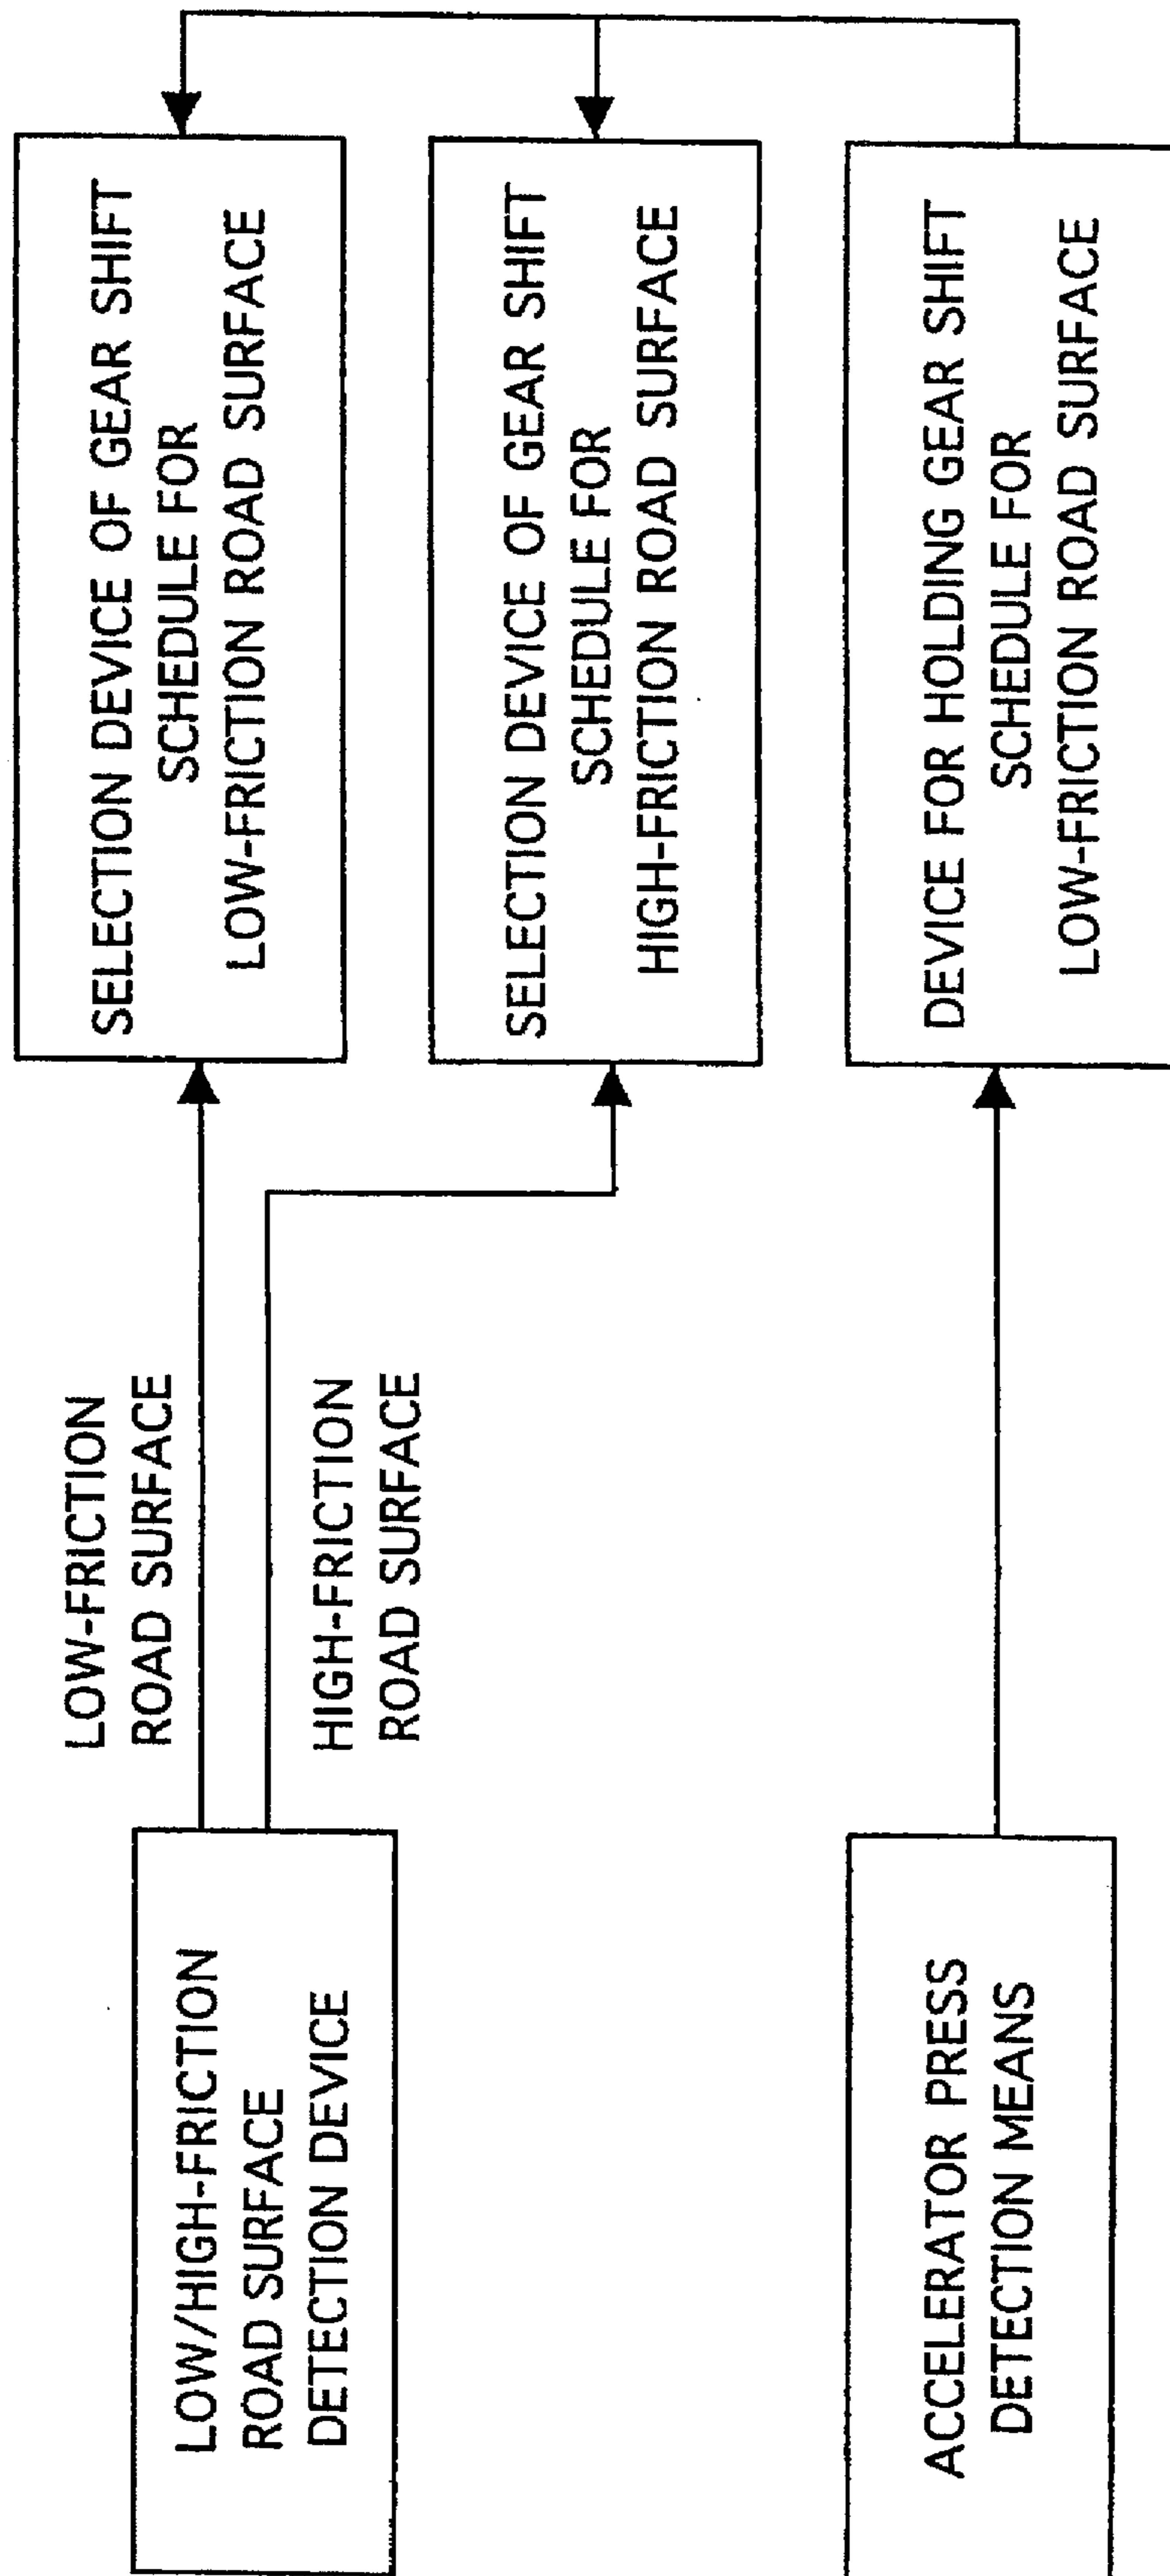 LOW/HIGH-FRICTION
ROAD SURFACE
DETECTION DEVICE
LOW-FRICTION
ROAD SURFACE
HIGH-FRICTION
ROAD SURFACE
SELECTION DEVICE OF GEAR SHIFT
SCHEDULE FOR
LOW-FRICTION ROAD SURFACE
SELECTION DEVICE OF GEAR SHIFT
SCHEDULE FOR
HIGH-FRICTION ROAD SURFACE
ACCELERATOR PRESS
DETECTION MEANS
DEVICE FOR HOLDING GEAR SHIFT
SCHEDULE FOR
LOW-FRICTION ROAD SURFACE